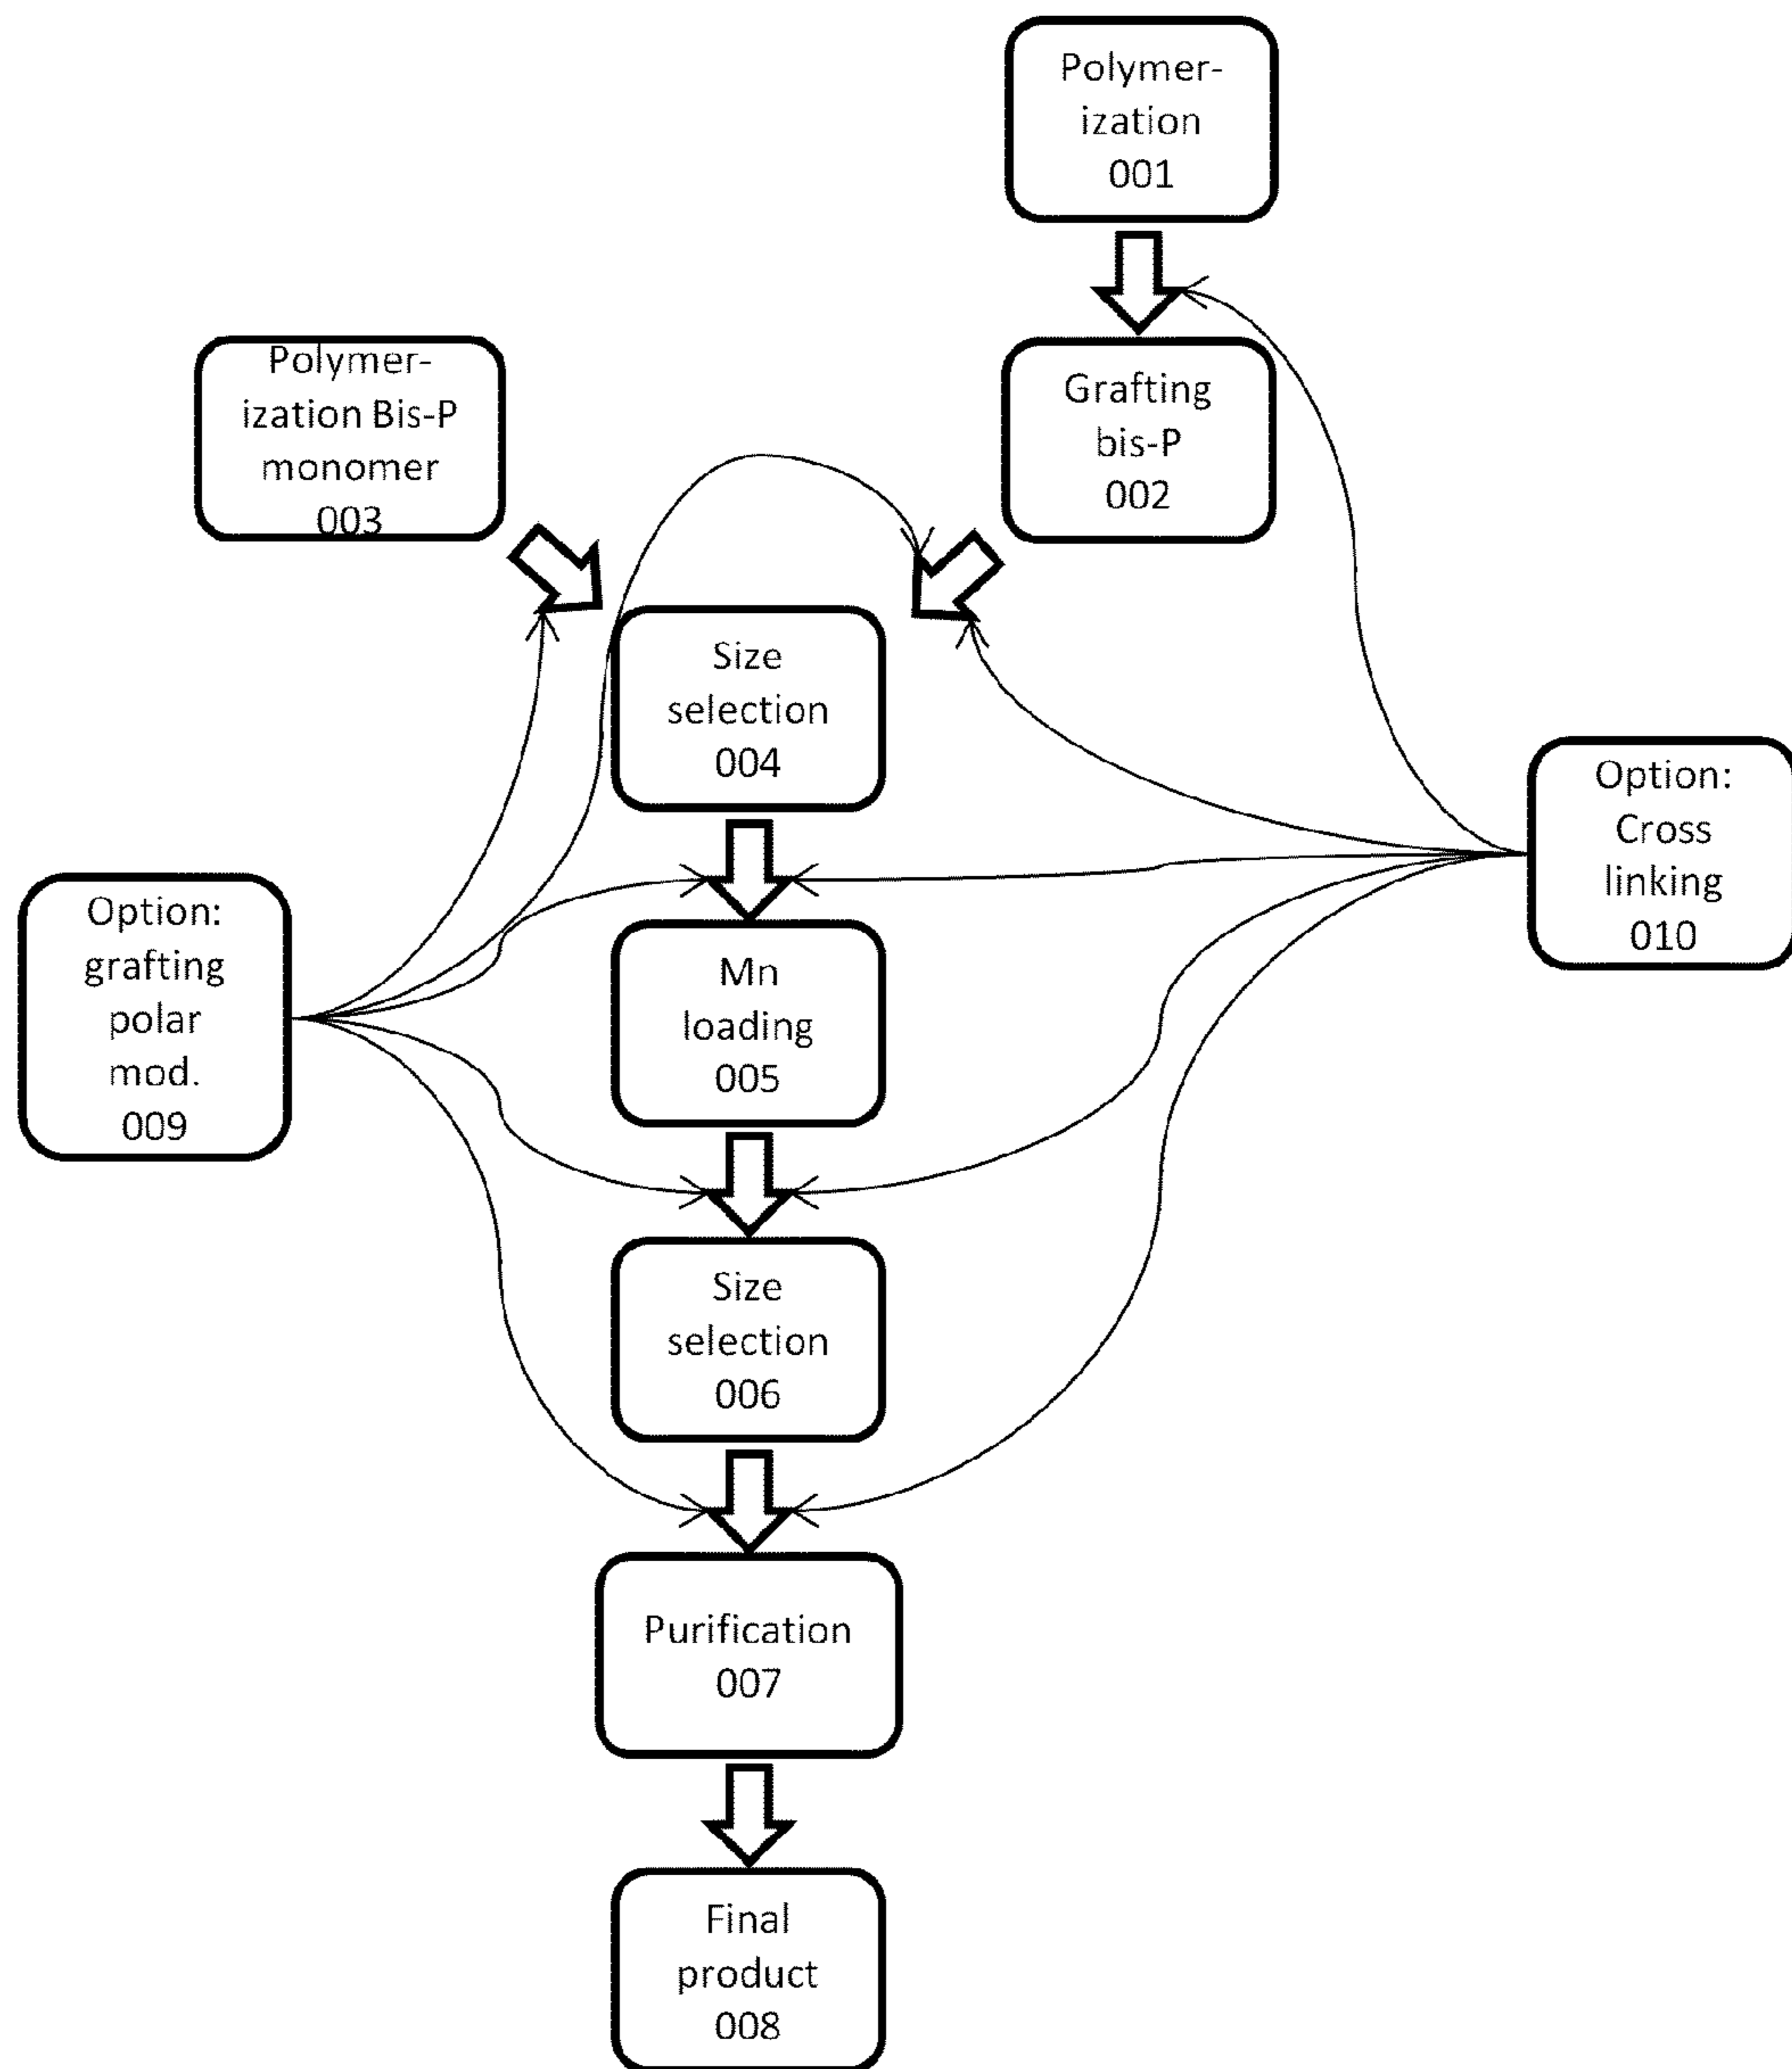 Polymer-
ization
001
Polymer-
ization Bis-P
monomer
003
Grafting
bis-P
002
Size
selection
004
Option:
Cross
linking
010
Option:
grafting
polar
mod.
009
Mn
loading
005
Size
selection
006
Purification
007
Final
product
008